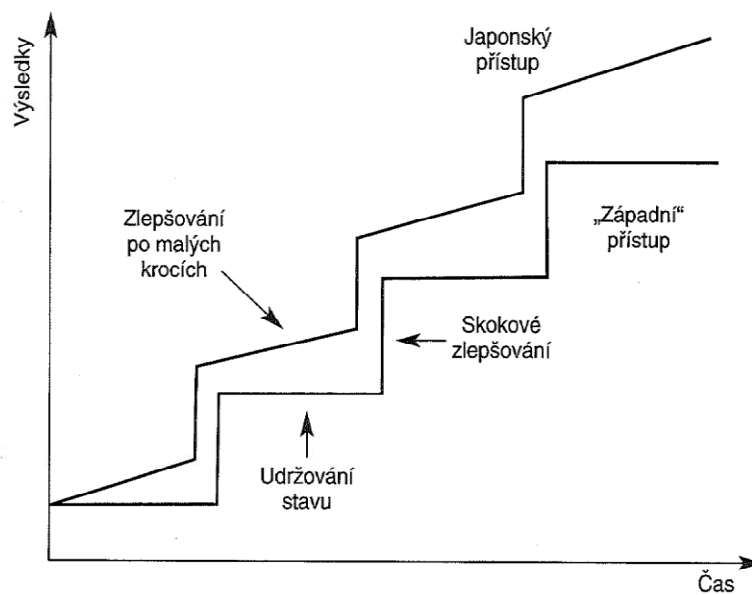 Výsledky
Japonský
přístup
Zlepšování
po malých
krocích
„Západní“
přístup
Skokové
zlepšování
Udržování
stavu
Čas